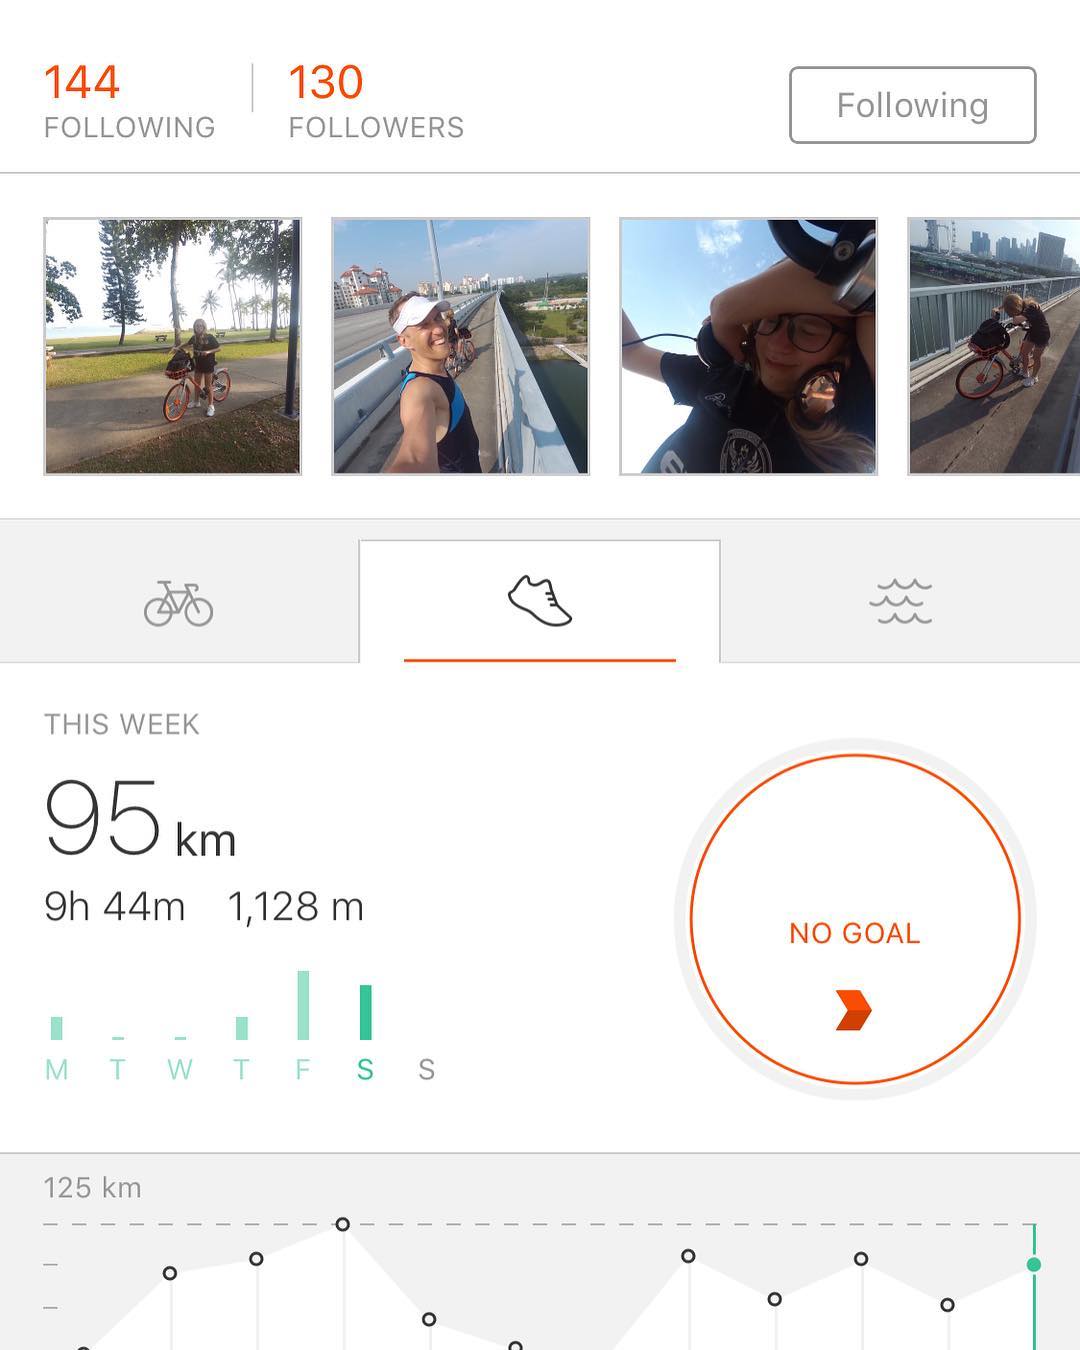 144
130
Following
FOLLOWING
FOLLOWERS
THIS WEEK
95 km
9h 44m 1,128 m
NO GOAL
M T W T F S S
125 km